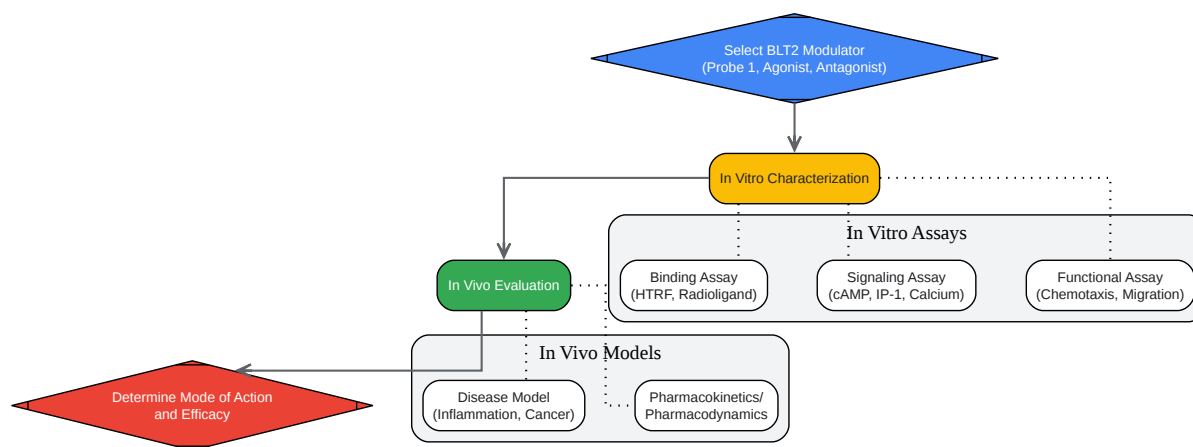 Select BLT2 Modulator
(Probe 1, Agonist, Antagonist)
In Vitro Characterization
In Vitro Assays
Binding Assay
(HTRF, Radioligand)
Signaling Assay
(cAMP, IP-1, Calcium)
Functional Assay
(Chemotaxis, Migration)
In Vivo Evaluation
In Vivo Models
Disease Model
(Inflammation, Cancer)
Pharmacokinetics/
Pharmacodynamics
Determine Mode of Action
and Efficacy